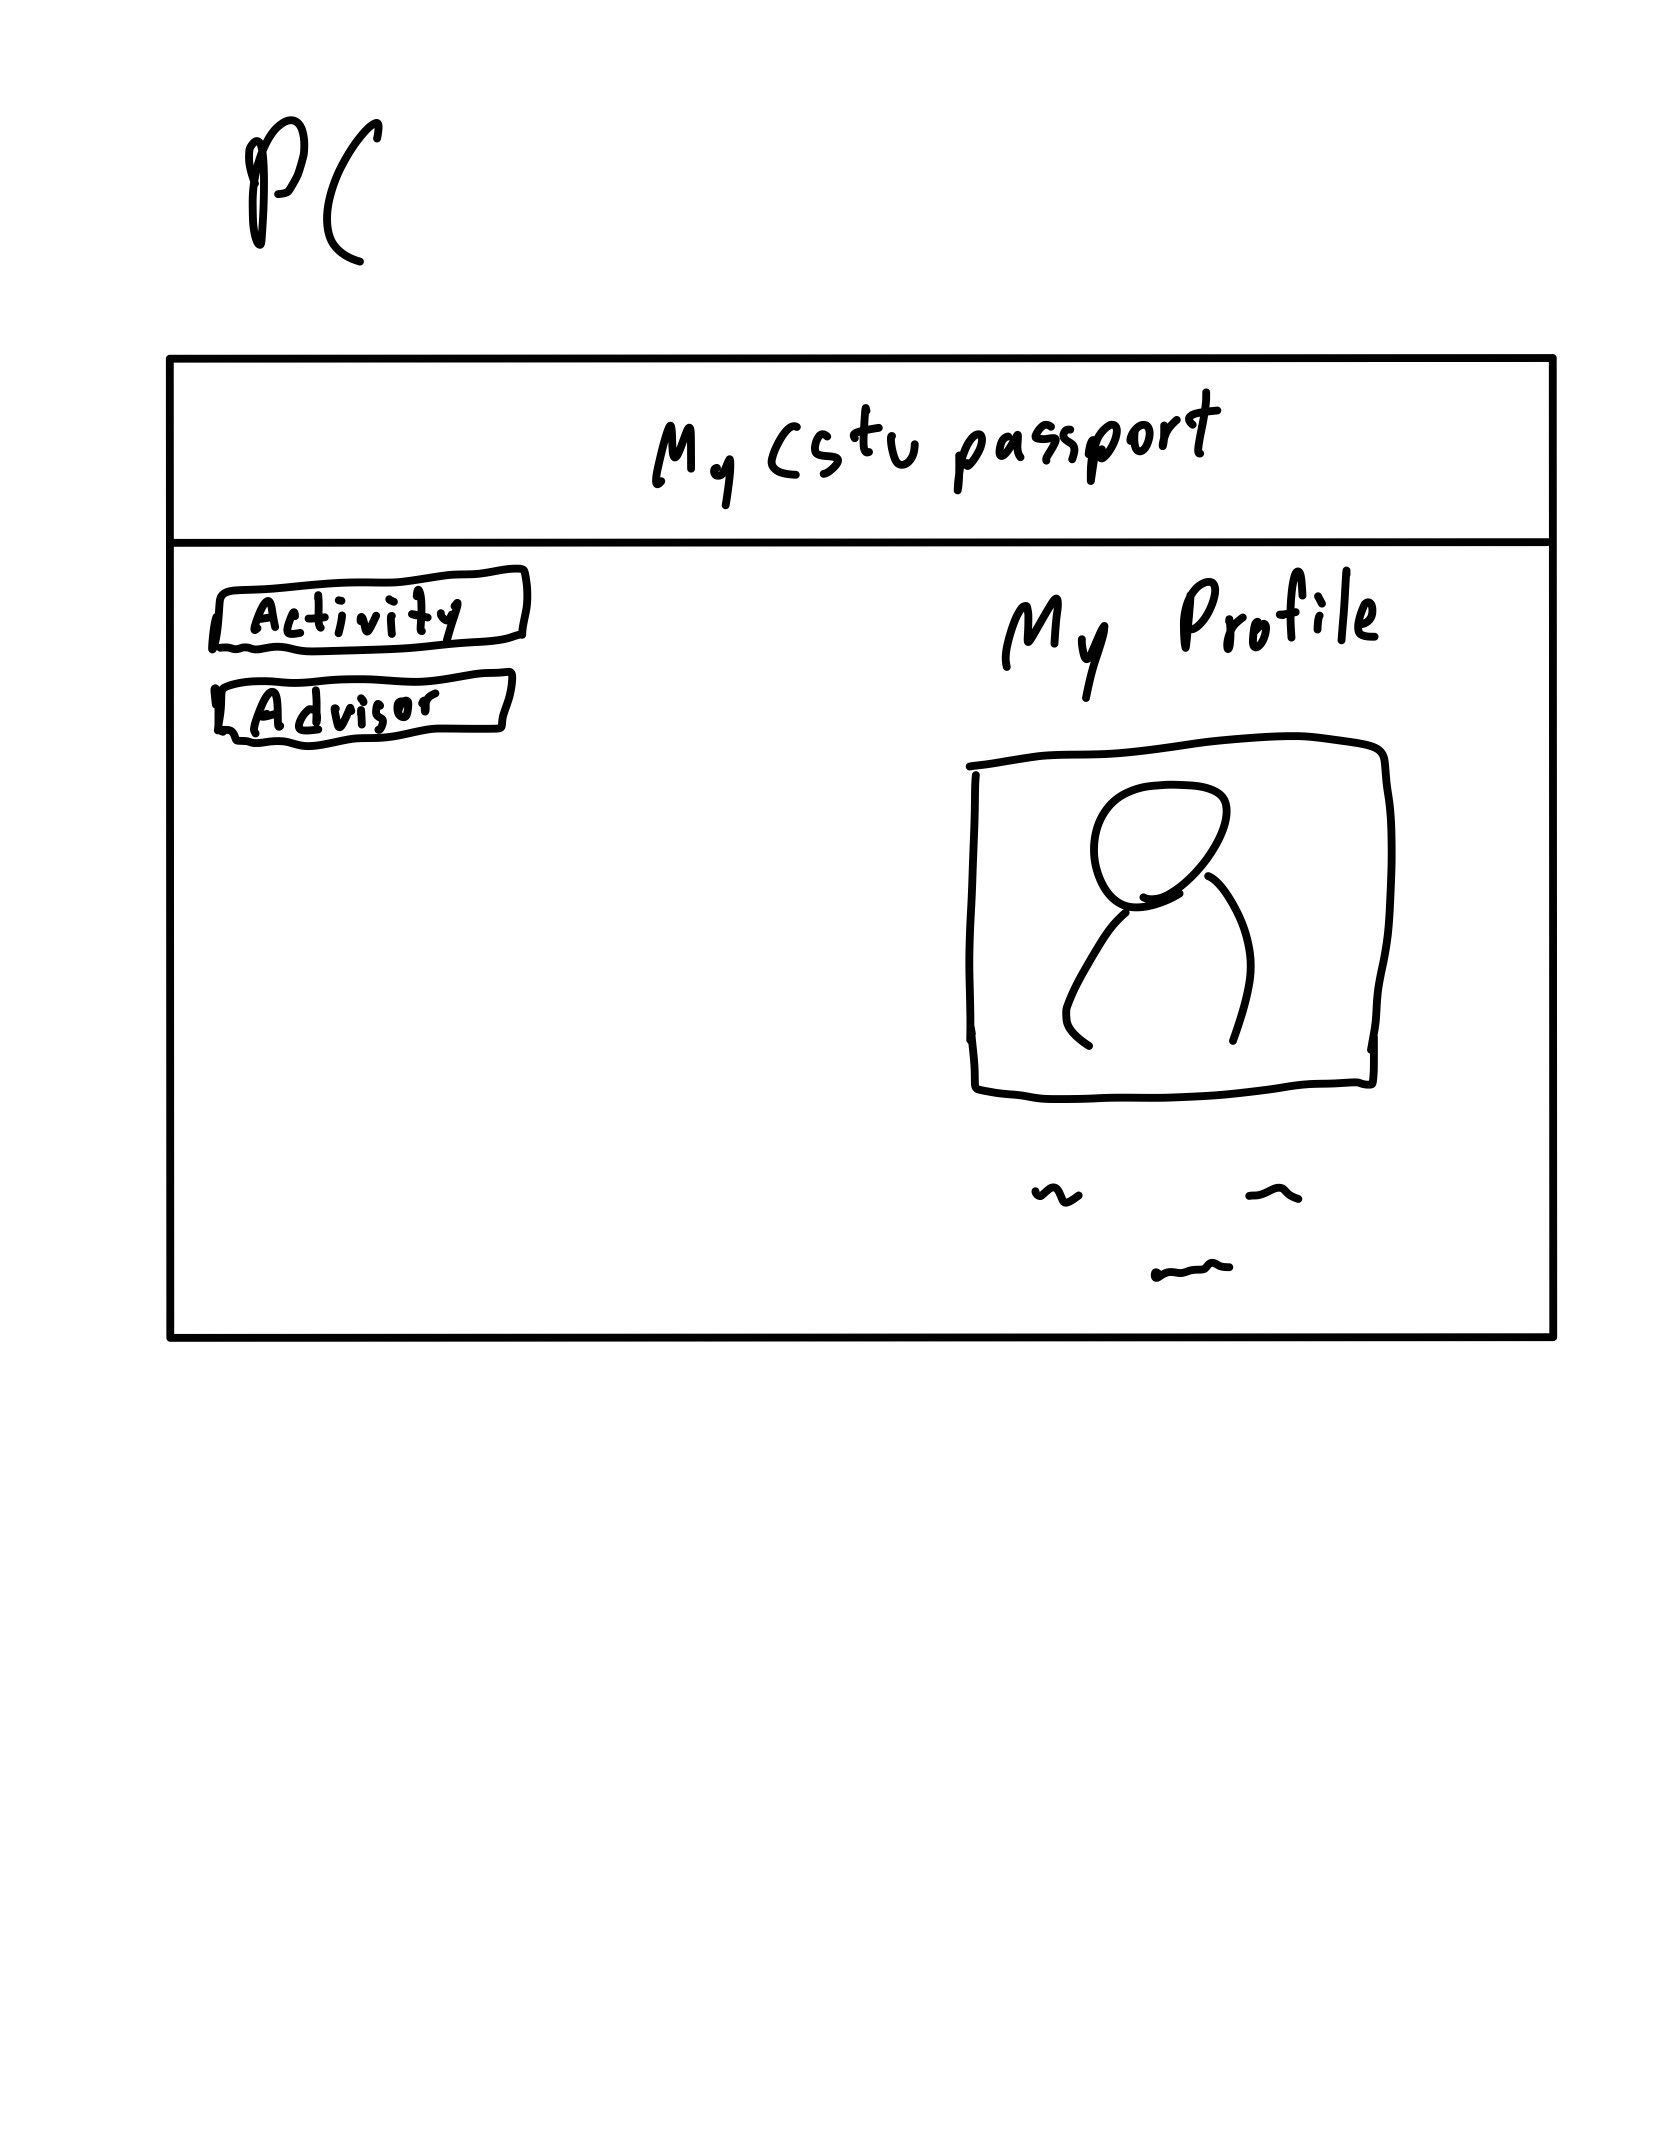 PC
My Cstu passport
Activity
My Profile
Advisor